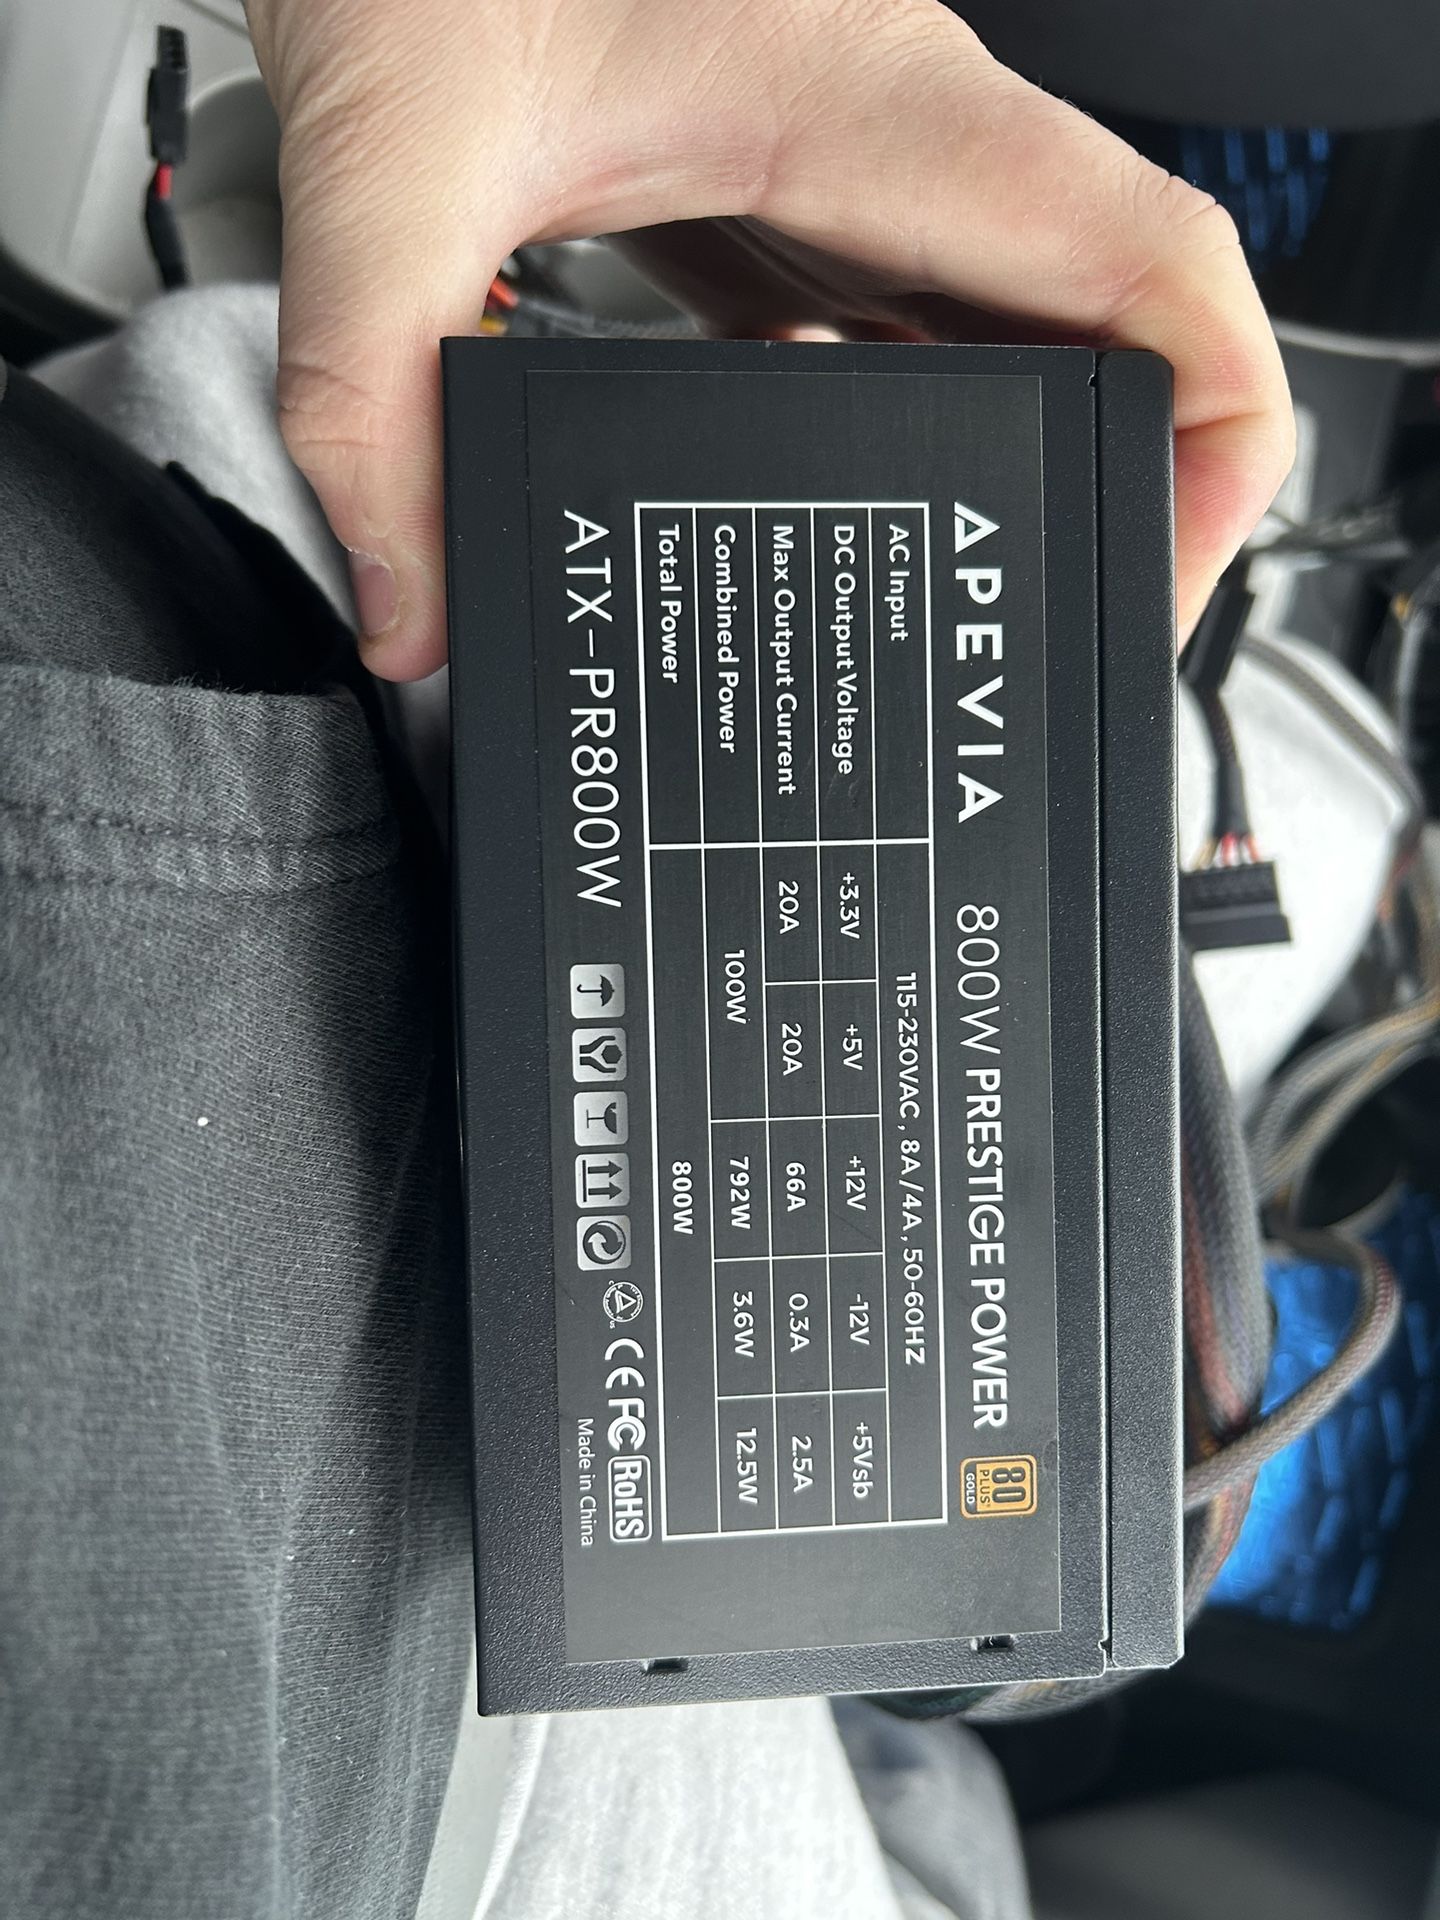 APEVIA 800W PRESTIGE POWER 80 PLUS GOLD
AC Input 115-230VAC, 8A/4A, 50-60HZ
DC Output Voltage +3.3V +5V +12V -12V +5Vsb
Max Output Current 20A 20A 66A 0.3A 2.5A
Combined Power 100W 792W 3.6W 12.5W
Total Power 800W
ATX-PR800W CE FC RoHS
Made in China